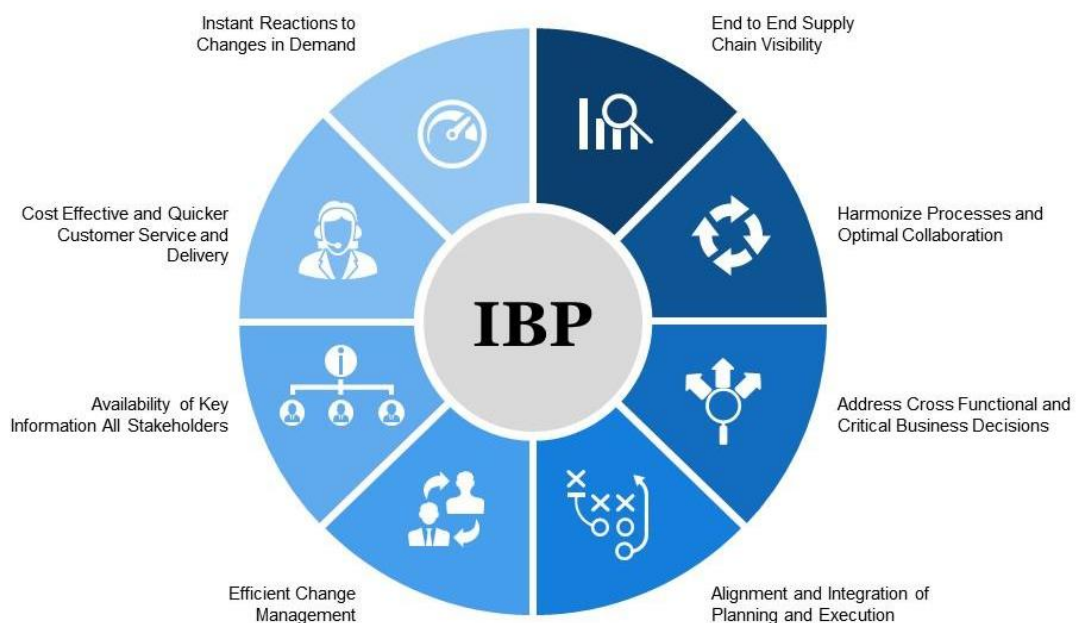 Instant Reactions to
Changes in Demand
End to End Supply
Chain Visibility
Cost Effective and Quicker
Customer Service and
Delivery
Harmonize Processes and
Optimal Collaboration
IBP
Availability of Key
Information All Stakeholders
Address Cross Functional and
Critical Business Decisions
Efficient Change
Management
Alignment and Integration of
Planning and Execution